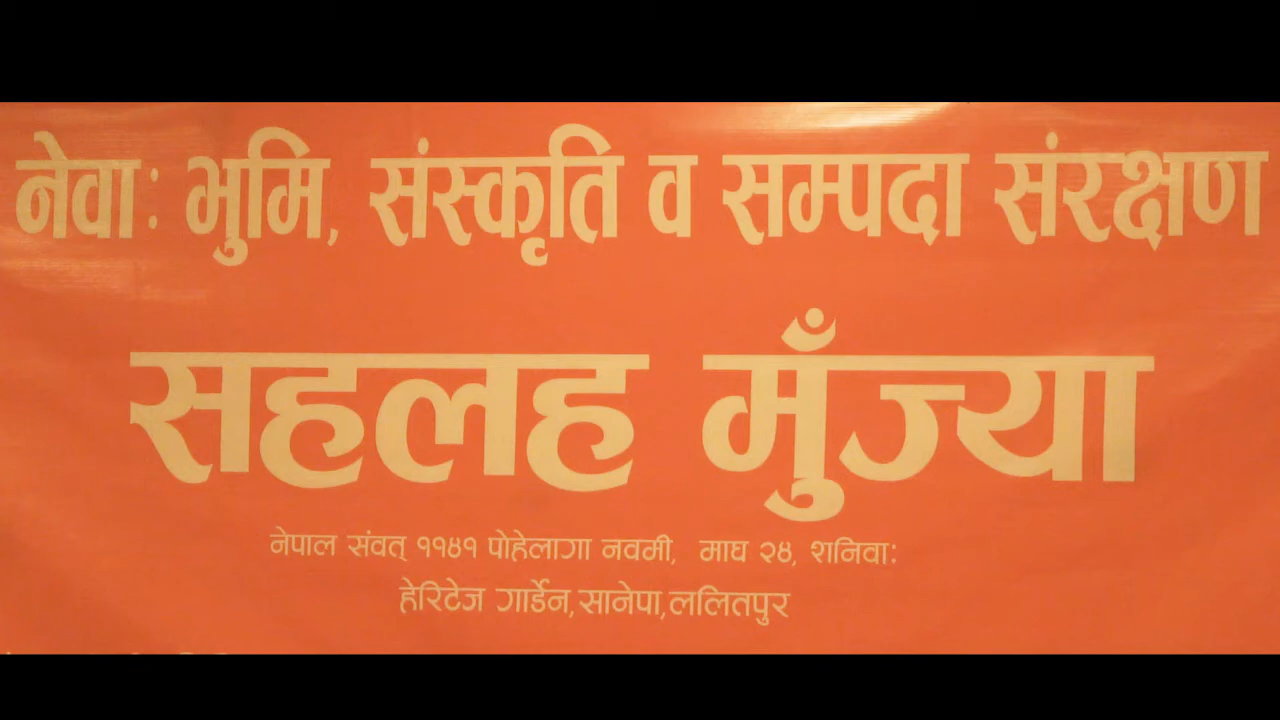 नेवाः भुमि, संस्कृति व सम्पदा संरक्षण
सहलह मुँज्या
नेपाल संवत् ११४१ पोहेलागा नवमी, माघ २४, शनिवाः
हेरिटेज गार्डेन,सानेपा,ललितपुर